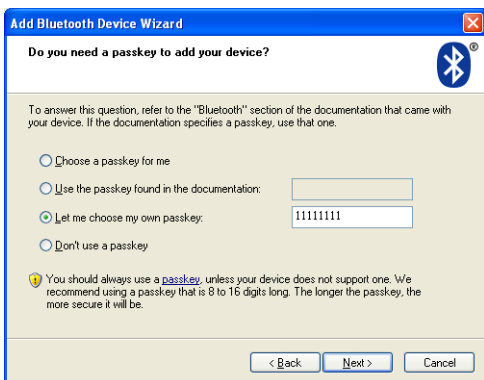 Add Bluetooth Device Wizard
Do you need a passkey to add your device?
®
To answer this question, refer to the "Bluetooth" section of the documentation that came with
your device. If the documentation specifies a passkey, use that one.
Choose a passkey for me
Use the passkey found in the documentation:
Let me choose my own passkey: 11111111
Don't use a passkey
You should always use a passkey, unless your device does not support one. We
recommend using a passkey that is 8 to 16 digits long. The longer the passkey, the
more secure it will be.
< Back Next > Cancel